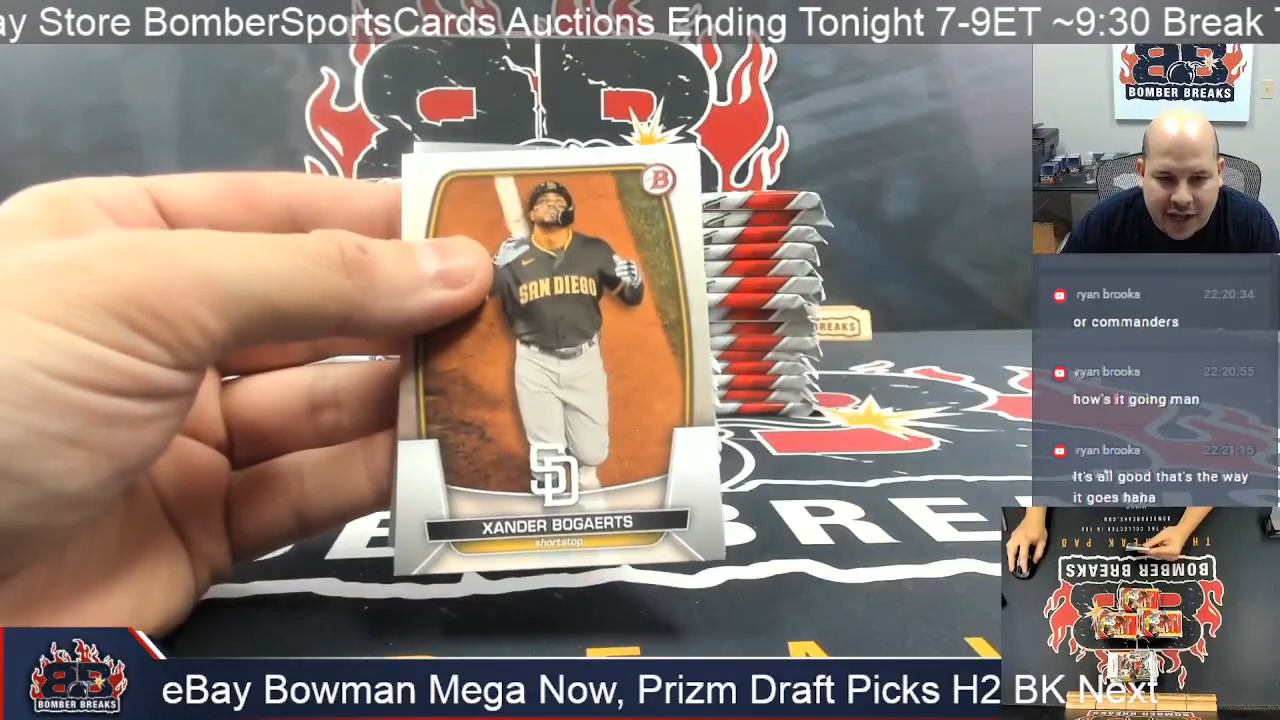 ay Store BomberSportsCards Auctions Ending Tonight 7-9ET ~9:30 Break
BOMBER BREAKS
B
SAN DIEGO
SD
XANDER BOGAERTS
shortstop
BREAKS
BREA
ryan brooks 22:20:34
or commanders
ryan brooks 22:20:55
how's it going man
ryan brooks 22:21:15
It's all good that's the way
it goes haha
BOMBER BREAKS
BOMBER BREAKS
eBay Bowman Mega Now, Prizm Draft Picks H2 BK Next